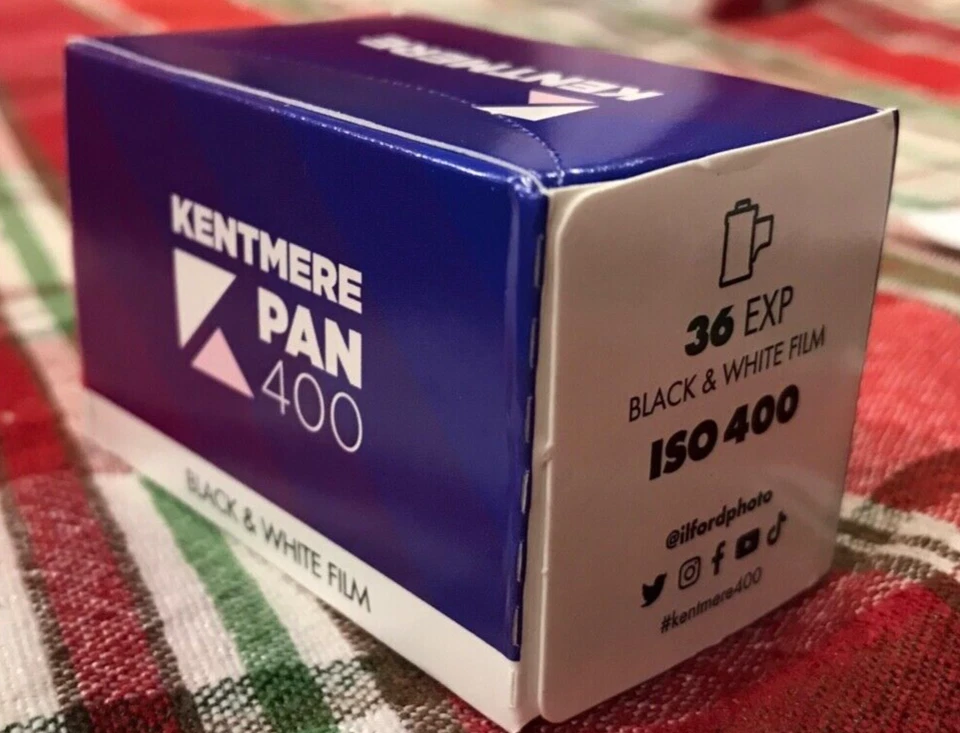 KENTMERE
KENTMERE
PAN
400
BLACK & WHITE FILM
36 EXP
BLACK & WHITE FILM
ISO 400
@ilfordphoto
#kentmere400